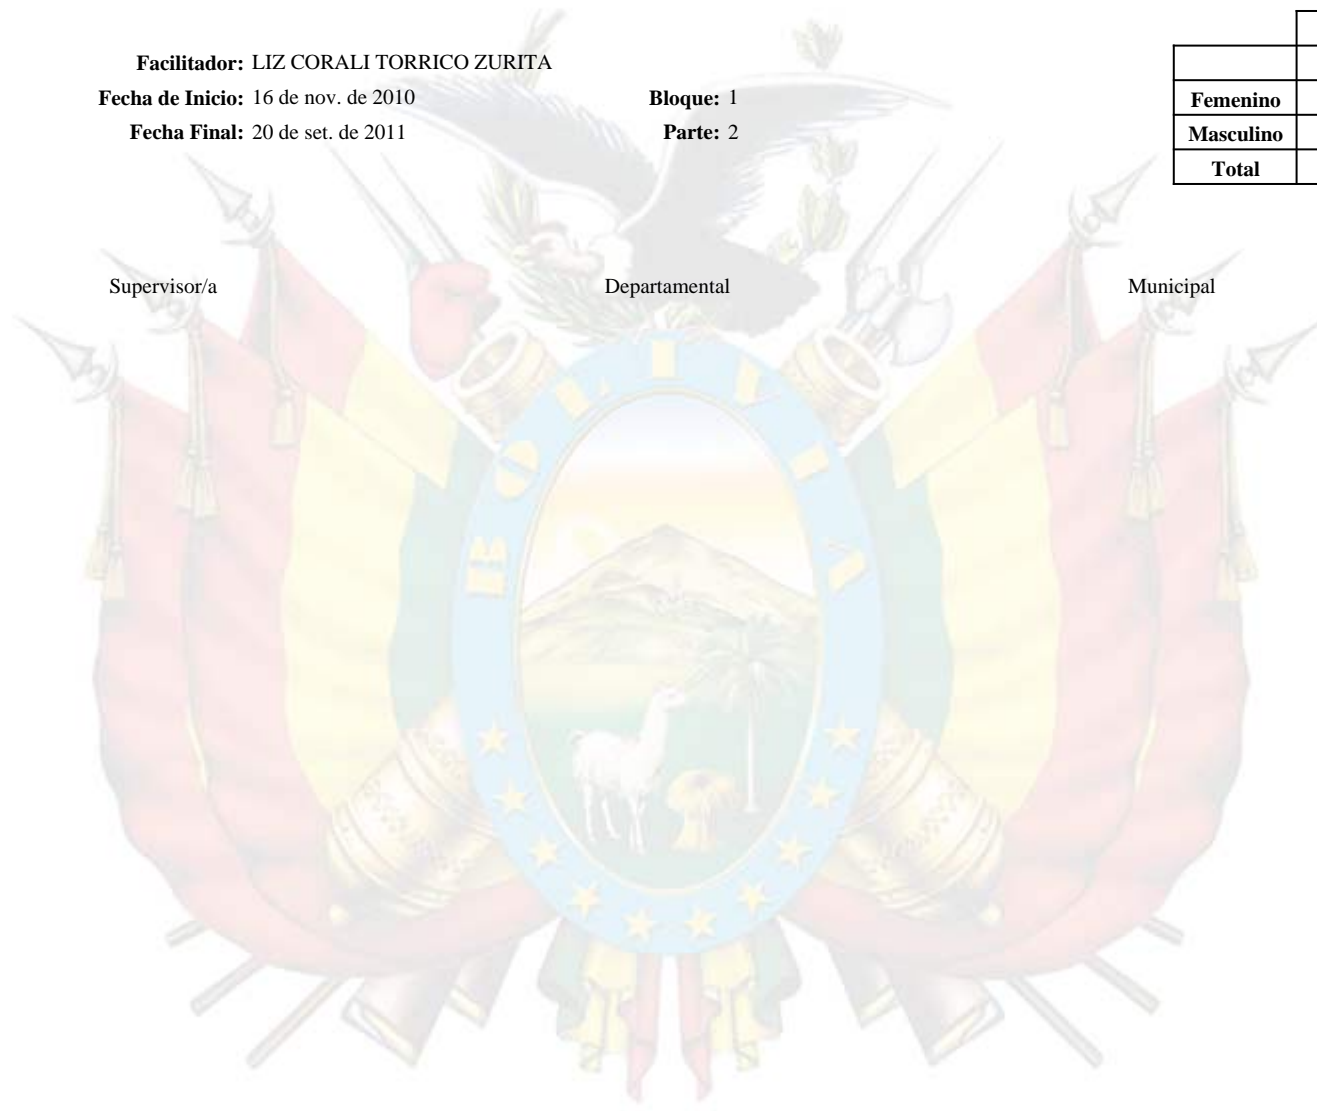 Facilitador: LIZ CORALI TORRICO ZURITA
Fecha de Inicio: 16 de nov. de 2010
Bloque: 1
Fecha Final: 20 de set. de 2011
Parte: 2
Femenino
Masculino
Total
Supervisor/a
Departamental
Municipal
BOLIVIA